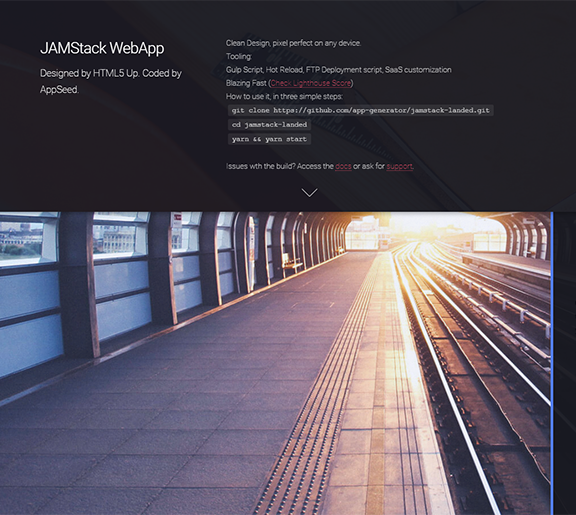 JAMStack WebApp
Designed by HTML5 Up. Coded by
AppSeed.
Clean Design, pixel perfect on any device.
Tooling:
Gulp Script, Hot Reload, FTP Deployment script, SaaS customization
Blazing Fast (Check Lighthouse Score)
How to use it, in three simple steps:
git clone https://github.com/app-generator/jamstack-landed.git
cd jamstack-landed
yarn && yarn start
Issues wth the build? Access the docs or ask for support.